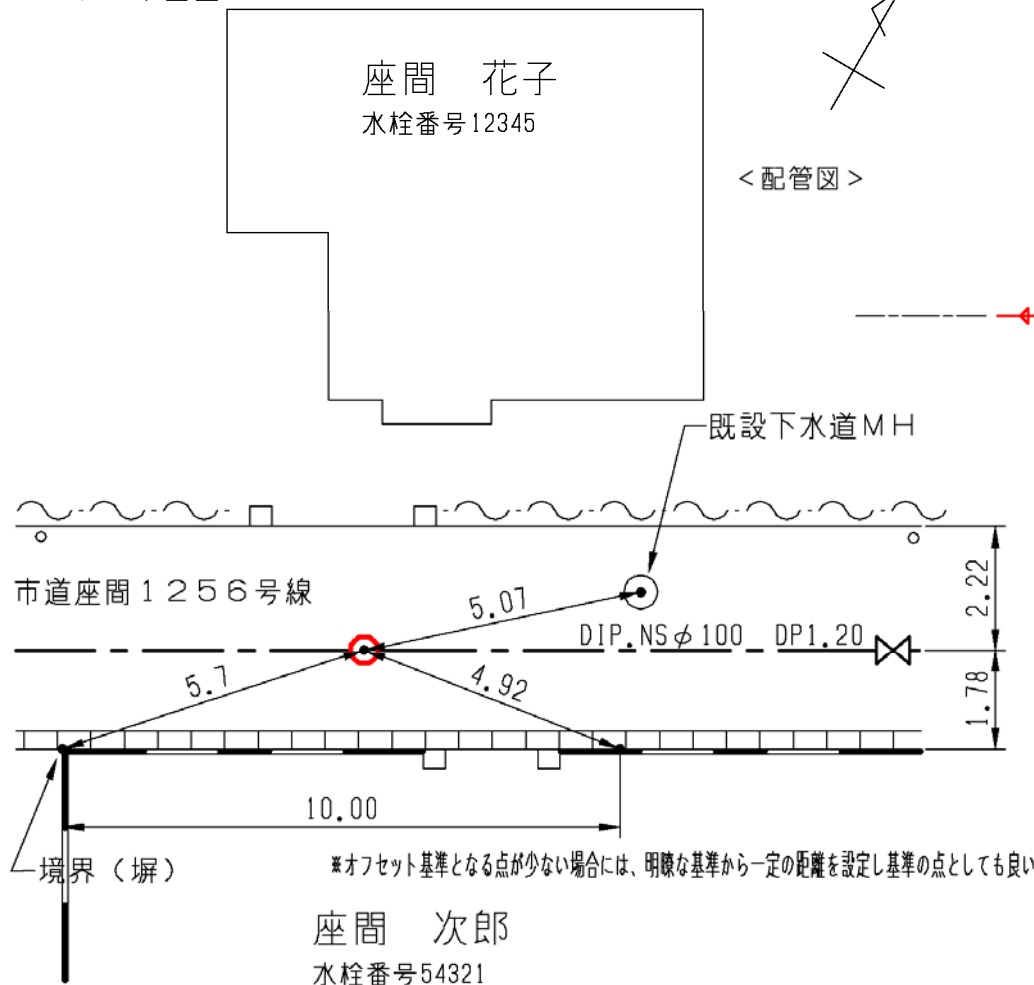 座間　花子
水栓番号12345
＜配管図＞
既設下水道ＭＨ
市道座間１２５６号線
5.07
2.22
DIP.NSφ100　DP1.20
5.7
4.92
1.78
10.00
境界（塀）
※オフセット基準となる点が少ない場合には、明瞭な基準から一定の距離を設定し基準の点としても良い
座間　次郎
水栓番号54321